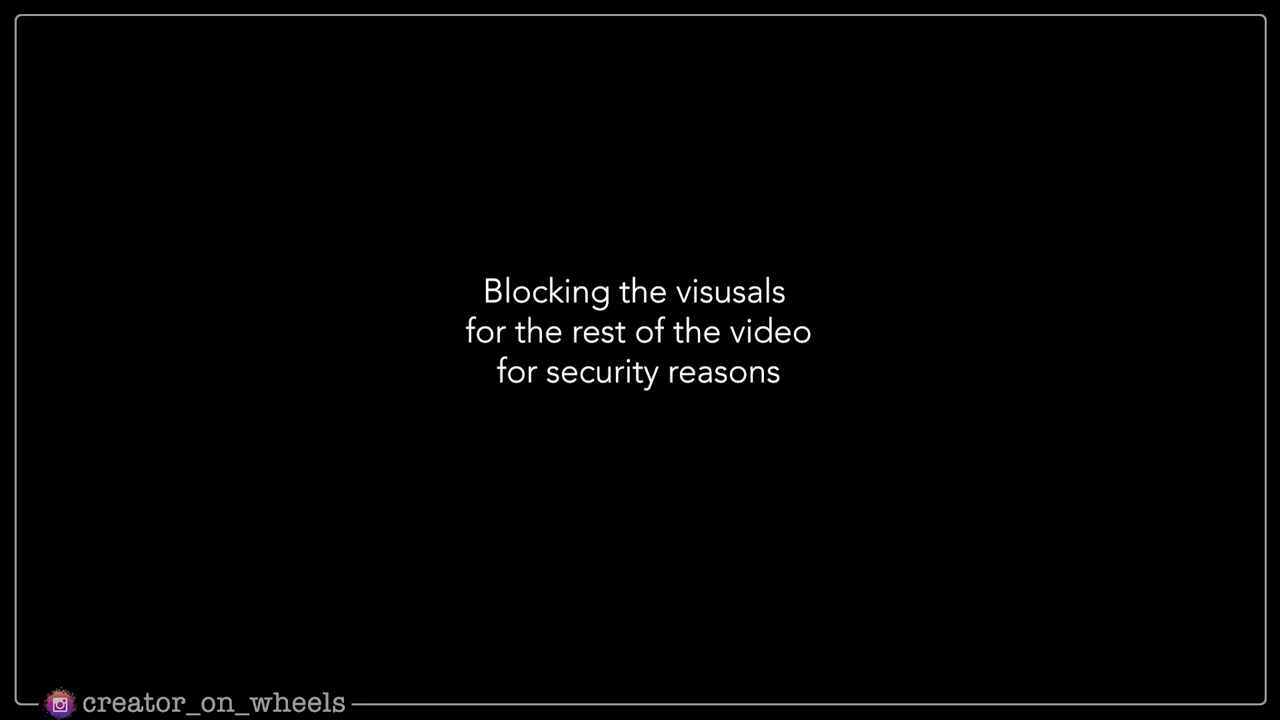 Blocking the visusals
for the rest of the video
for security reasons
creator_on_wheels